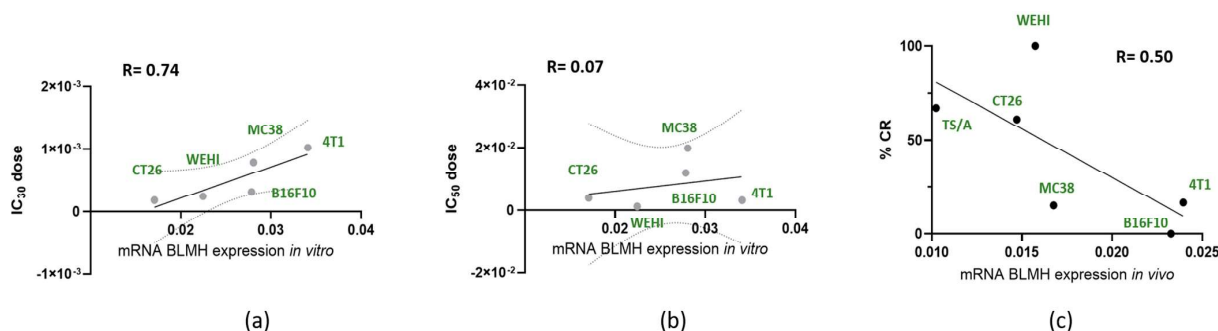 R= 0.74
2×10⁻³
1×10⁻³
0
-1×10⁻³
IC₃₀ dose
CT26
WEHI
MC38
4T1
B16F10
0.02
0.03
0.04
mRNA BLMH expression in vitro
(a)
R= 0.07
4×10⁻²
2×10⁻²
0
-2×10⁻²
IC₅₀ dose
CT26
WEHI
MC38
B16F10
4T1
0.02
0.03
0.04
mRNA BLMH expression in vitro
(b)
WEHI
R= 0.50
100
50
0
% CR
TS/A
CT26
MC38
4T1
B16F10
0.010
0.015
0.020
0.025
mRNA BLMH expression in vivo
(c)